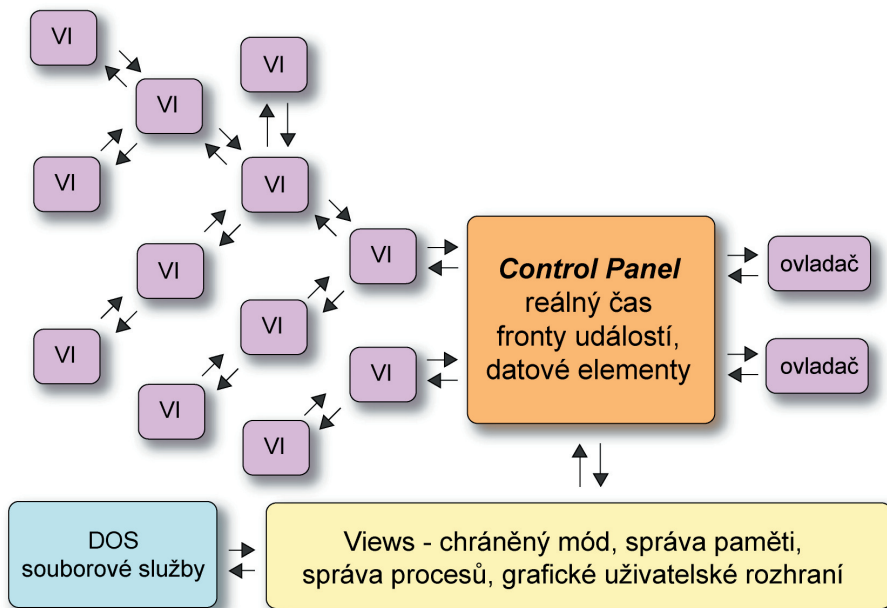 VI
VI
VI
VI
VI
VI
VI
VI
VI
VI
VI
VI
Control Panel
reálný čas
fronty událostí,
datové elementy
ovladač
ovladač
DOS
souborové služby
Views - chráněný mód, správa paměti,
správa procesů, grafické uživatelské rozhraní